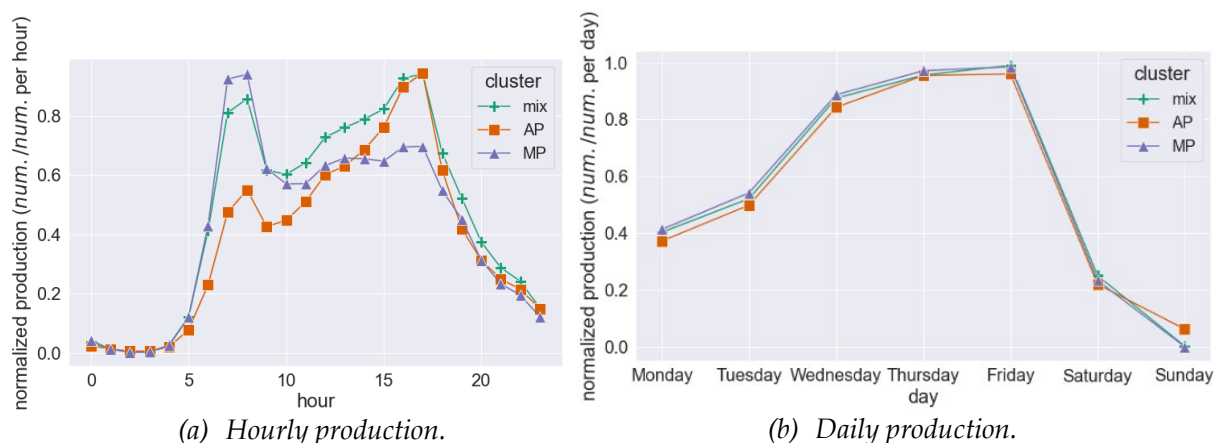 normalized production (num. /num. per hour)
0.8
0.6
0.4
0.2
0.0
cluster
mix
AP
MP
0
5
10
15
20
hour
(a) Hourly production.
normalized production (num. /num. per day)
1.0
0.8
0.6
0.4
0.2
0.0
cluster
mix
AP
MP
Monday Tuesday Wednesday Thursday Friday Saturday Sunday
day
(b) Daily production.